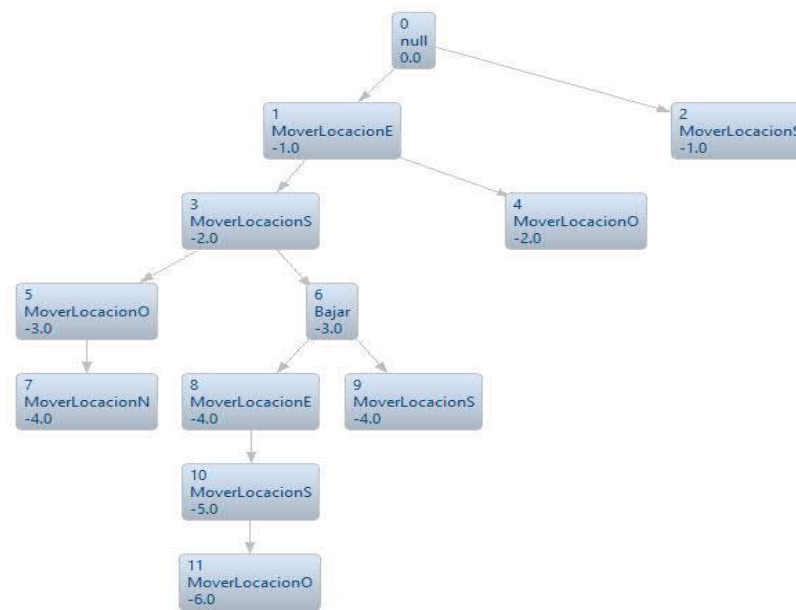 0
null
0.0
1
MoverLocacionE
-1.0
2
MoverLocacionS
-1.0
3
MoverLocacionS
-2.0
4
MoverLocacionO
-2.0
5
MoverLocacionO
-3.0
6
Bajar
-3.0
7
MoverLocacionN
-4.0
8
MoverLocacionE
-4.0
9
MoverLocacionS
-4.0
10
MoverLocacionS
-5.0
11
MoverLocacionO
-6.0